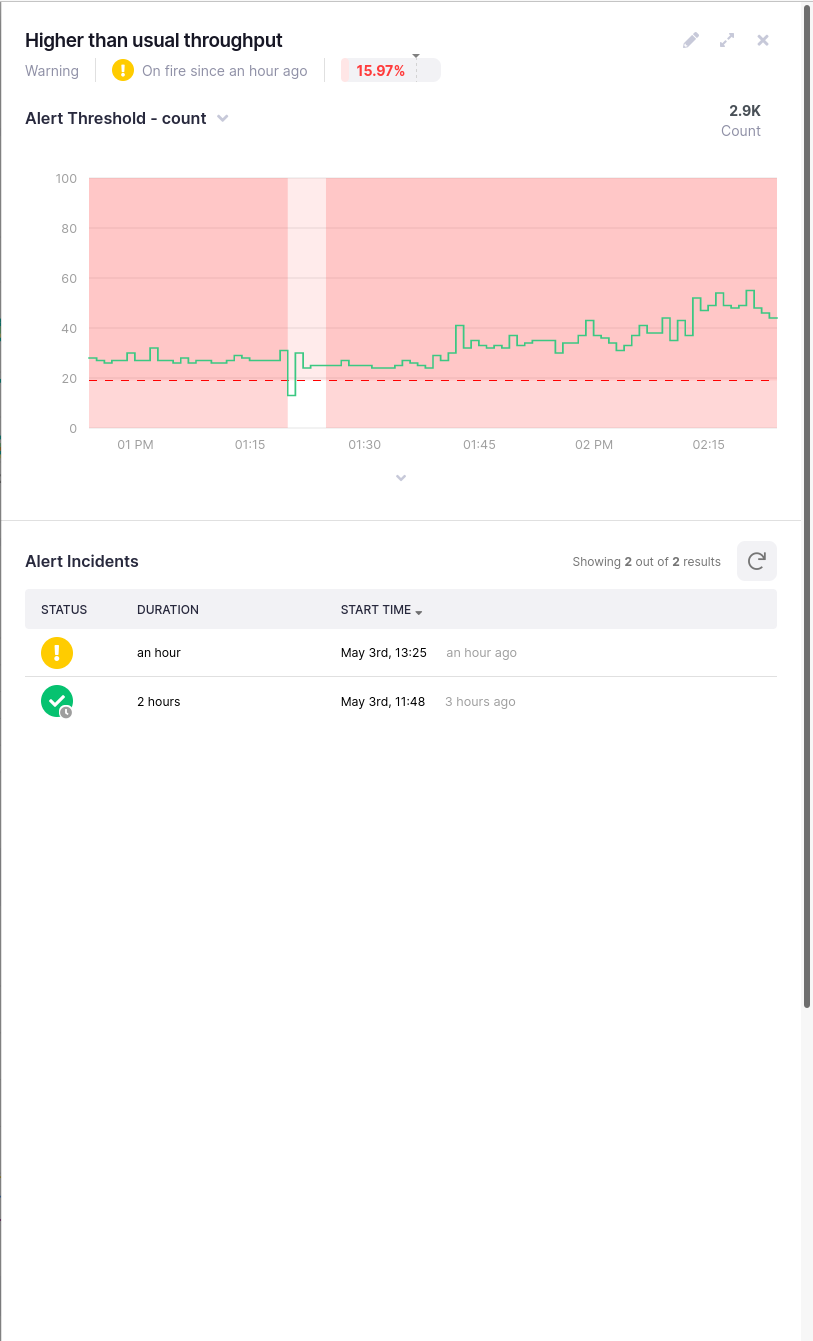 Higher than usual throughput
Warning On fire since an hour ago 15.97%
Alert Threshold - count
2.9K
Count
100
80
60
40
20
0
01 PM 01:15 01:30 01:45 02 PM 02:15
Alert Incidents
Showing 2 out of 2 results
STATUS DURATION START TIME
an hour May 3rd, 13:25 an hour ago
2 hours May 3rd, 11:48 3 hours ago